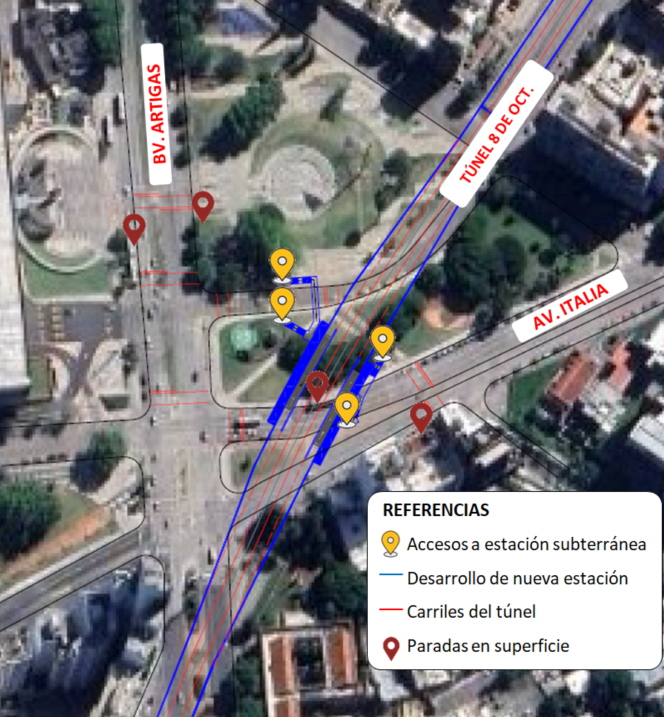 BV. ARTIGAS
TÚNEL 8 DE OCT.
AV. ITALIA
REFERENCIAS
Accesos a estación subterránea
Desarrollo de nueva estación
Carriles del túnel
Paradas en superficie